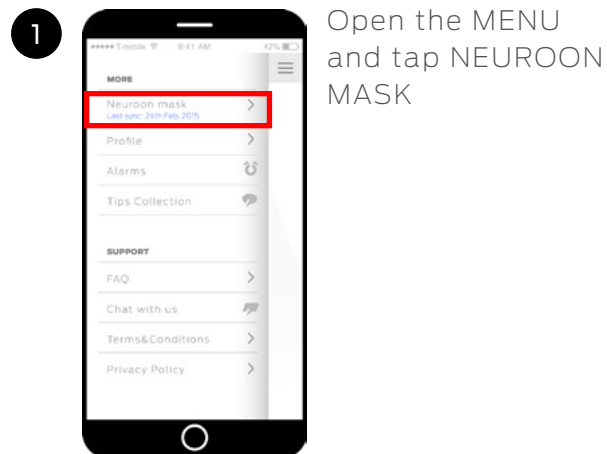 1
Open the MENU
and tap NEUROON
MASK
T-mobile 9:41 AM 42%
MORE
Neuroon mask
Last sync: 24th Feb. 2015
Profile
Alarms
Tips Collection
SUPPORT
FAQ
Chat with us
Terms&Conditions
Privacy Policy